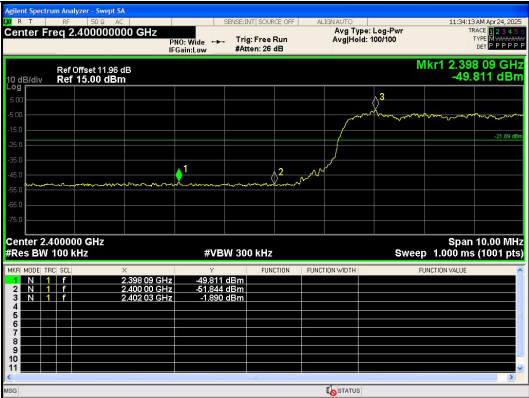 Agilent Spectrum Analyzer - Swept SA
R T RF 50 Ω AC SENSE:INT SOURCE OFF ALIGN AUTO 11:34:13 AM Apr 24, 2025
Center Freq 2.400000000 GHz
PNO: Wide
IFGain:Low
Trig: Free Run
#Atten: 26 dB
Avg Type: Log-Pwr
Avg|Hold: 100/100
TRACE 1 2 3 4 5 6
TYPE M
DET P P P P P P
Mkr1 2.398 09 GHz
-49.811 dBm
Ref Offset 11.96 dB
10 dB/div Ref 15.00 dBm
Log
5.00
-5.00
-15.0
-25.0
-35.0
-45.0
-55.0
-65.0
-75.0
1
2
3
-21.89 dBm
Center 2.400000 GHz Span 10.00 MHz
#Res BW 100 kHz #VBW 300 kHz Sweep 1.000 ms (1001 pts)
MKR MODE TRC SCL X Y FUNCTION FUNCTION WIDTH FUNCTION VALUE
1 N 1 f 2.398 09 GHz -49.811 dBm
2 N 1 f 2.400 00 GHz -51.844 dBm
3 N 1 f 2.402 03 GHz -1.890 dBm
4
5
6
7
8
9
10
11
MSG STATUS